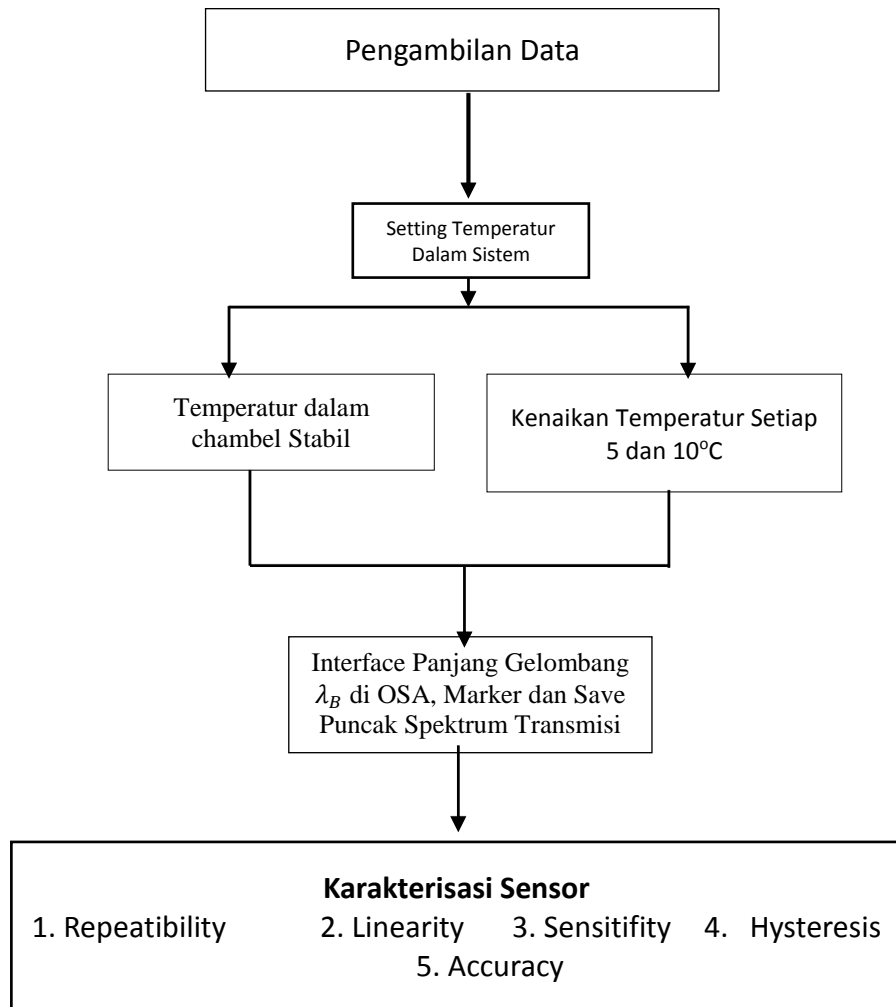 Pengambilan Data
Setting Temperatur
Dalam Sistem
Temperatur dalam
chambel Stabil
Kenaikan Temperatur Setiap
5 dan 10°C
Interface Panjang Gelombang
λ_B di OSA, Marker dan Save
Puncak Spektrum Transmisi
Karakterisasi Sensor
1. Repeatibility 2. Linearity 3. Sensitifity 4. Hysteresis
5. Accuracy